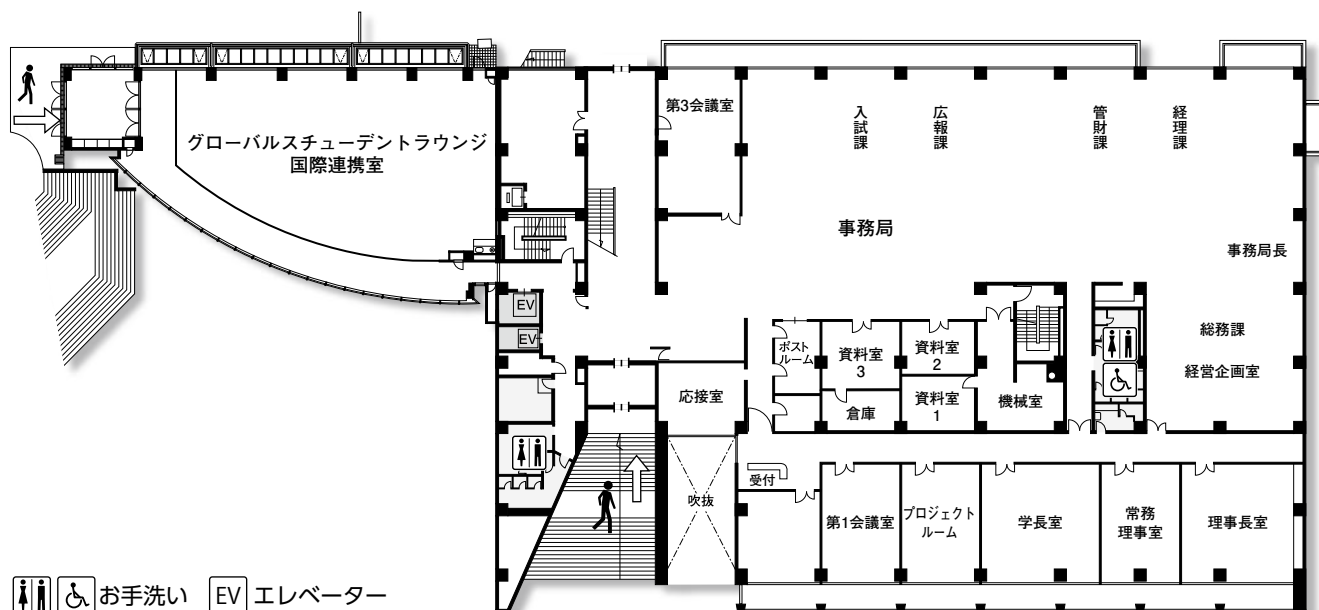 グローバルスチューデントラウンジ
国際連携室
第3会議室
入試課
広報課
管財課
経理課
事務局
事務局長
総務課
経営企画室
EV
EV
ポスト
ルーム
資料室
3
資料室
2
応接室
倉庫
資料室
1
機械室
受付
吹抜
第1会議室
プロジェクト
ルーム
学長室
常務
理事室
理事長室
お手洗い
EV エレベーター